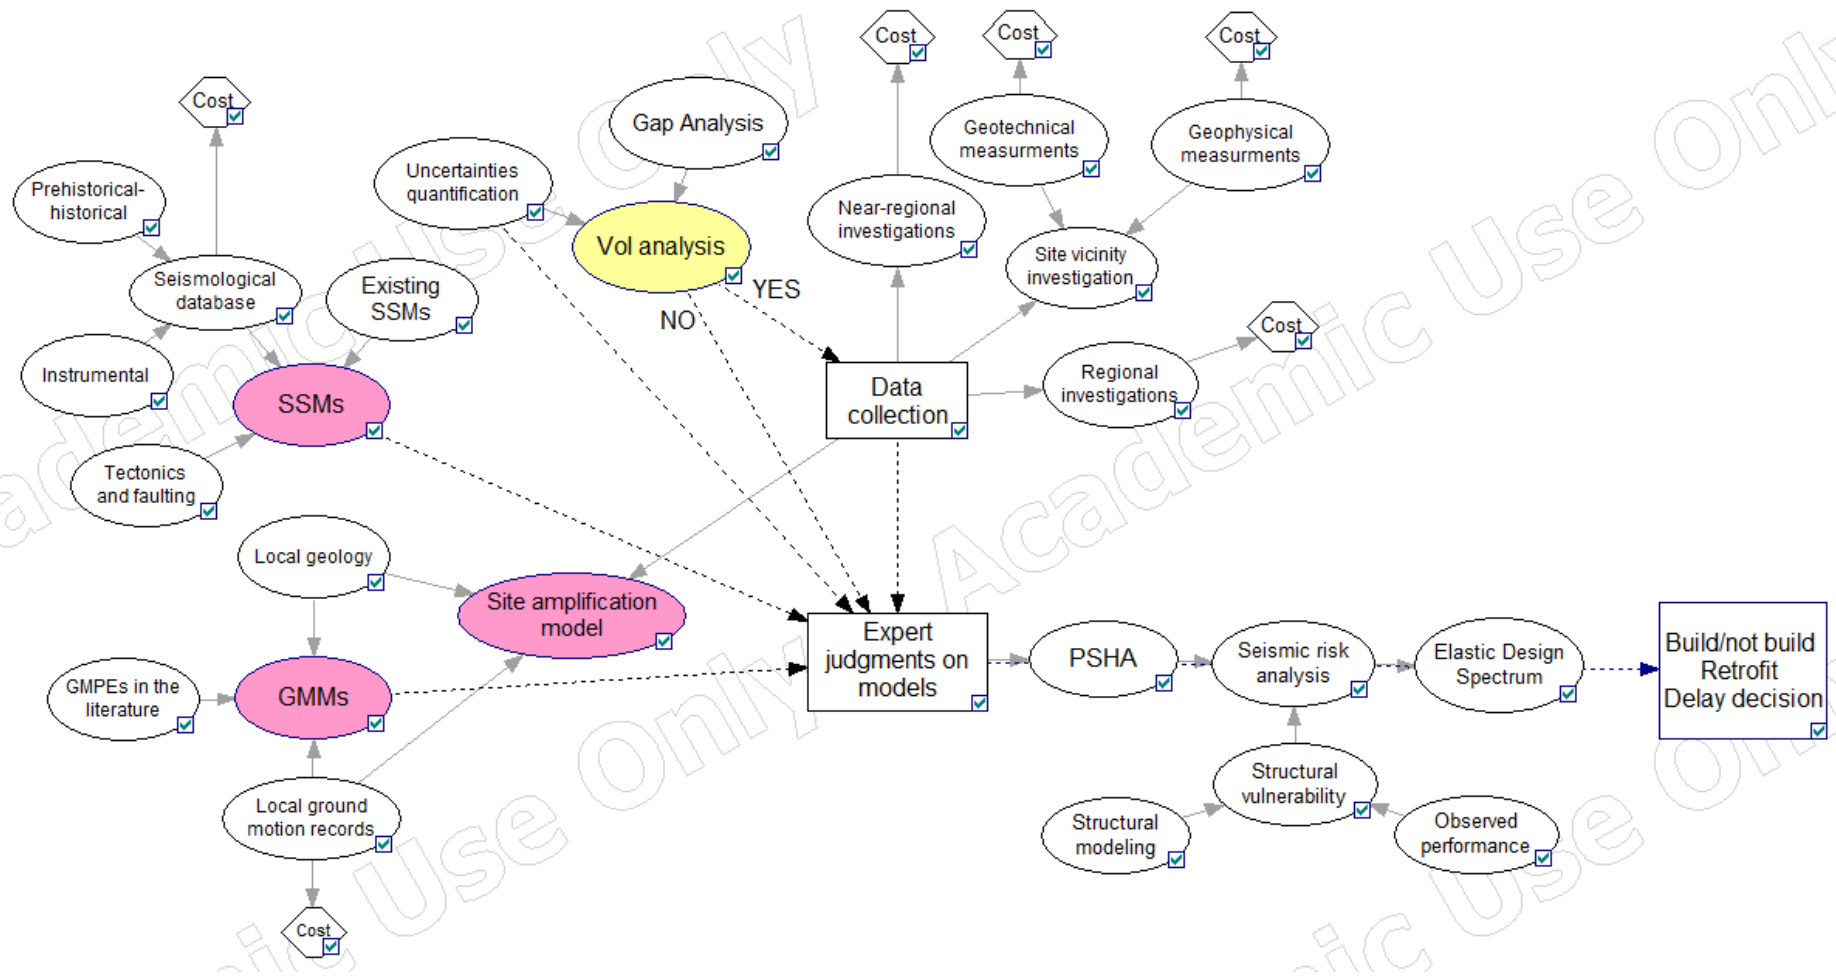 Cost
Cost
Cost
Cost
Gap Analysis
Uncertainties
quantification
Geotechnical
measurments
Geophysical
measurments
Prehistorical-
historical
Near-regional
investigations
VoI analysis
Site vicinity
investigation
YES
NO
Seismological
database
Existing
SSMs
Cost
Instrumental
SSMs
Data
collection
Regional
investigations
Tectonics
and faulting
Local geology
Site amplification
model
Expert
judgments on
models
PSHA
Seismic risk
analysis
Elastic Design
Spectrum
Build/not build
Retrofit
Delay decision
GMPEs in the
literature
GMMs
Local ground
motion records
Structural
vulnerability
Structural
modeling
Observed
performance
Cost
Academic Use Only
Academic Use Only